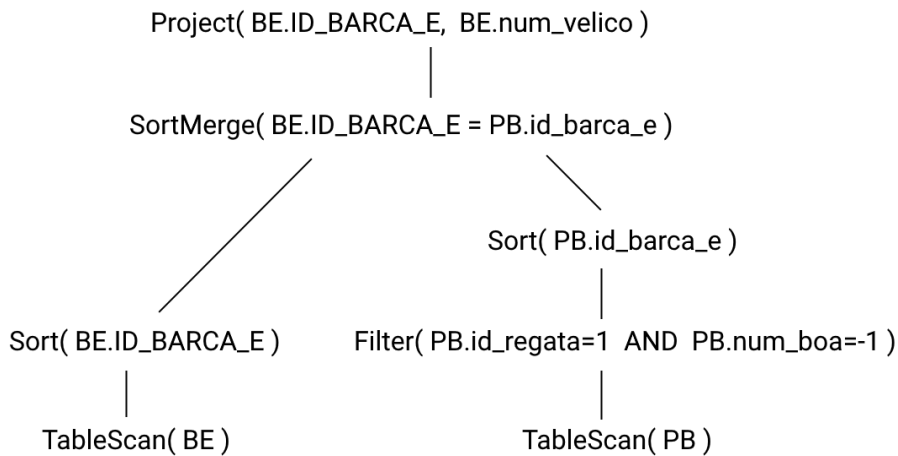 Project( BE.ID_BARCA_E, BE.num_velico )
SortMerge( BE.ID_BARCA_E = PB.id_barca_e )
Sort( PB.id_barca_e )
Sort( BE.ID_BARCA_E )
Filter( PB.id_regata=1 AND PB.num_boa=-1 )
TableScan( BE )
TableScan( PB )